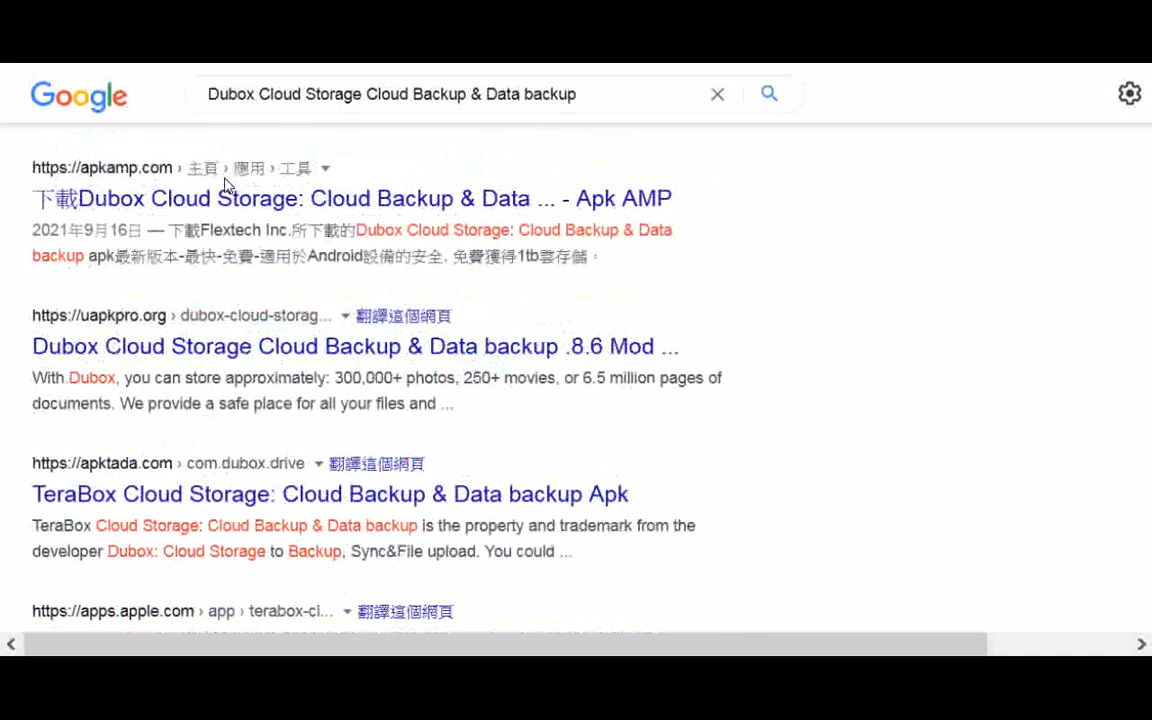 Google
Dubox Cloud Storage Cloud Backup & Data backup
https://apkamp.com › 主頁 › 應用 › 工具
下載Dubox Cloud Storage: Cloud Backup & Data ... - Apk AMP
2021年9月16日 — 下載Flextech Inc.所下載的Dubox Cloud Storage: Cloud Backup & Data
backup apk最新版本-最快-免費-適用於Android設備的安全, 免費獲得1tb雲存儲。
https://uapkpro.org › dubox-cloud-storag... 翻譯這個網頁
Dubox Cloud Storage Cloud Backup & Data backup .8.6 Mod ...
With Dubox, you can store approximately: 300,000+ photos, 250+ movies, or 6.5 million pages of
documents. We provide a safe place for all your files and ...
https://apktada.com › com.dubox.drive 翻譯這個網頁
TeraBox Cloud Storage: Cloud Backup & Data backup Apk
TeraBox Cloud Storage: Cloud Backup & Data backup is the property and trademark from the
developer Dubox: Cloud Storage to Backup, Sync&File upload. You could ...
https://apps.apple.com › app › terabox-cl... 翻譯這個網頁